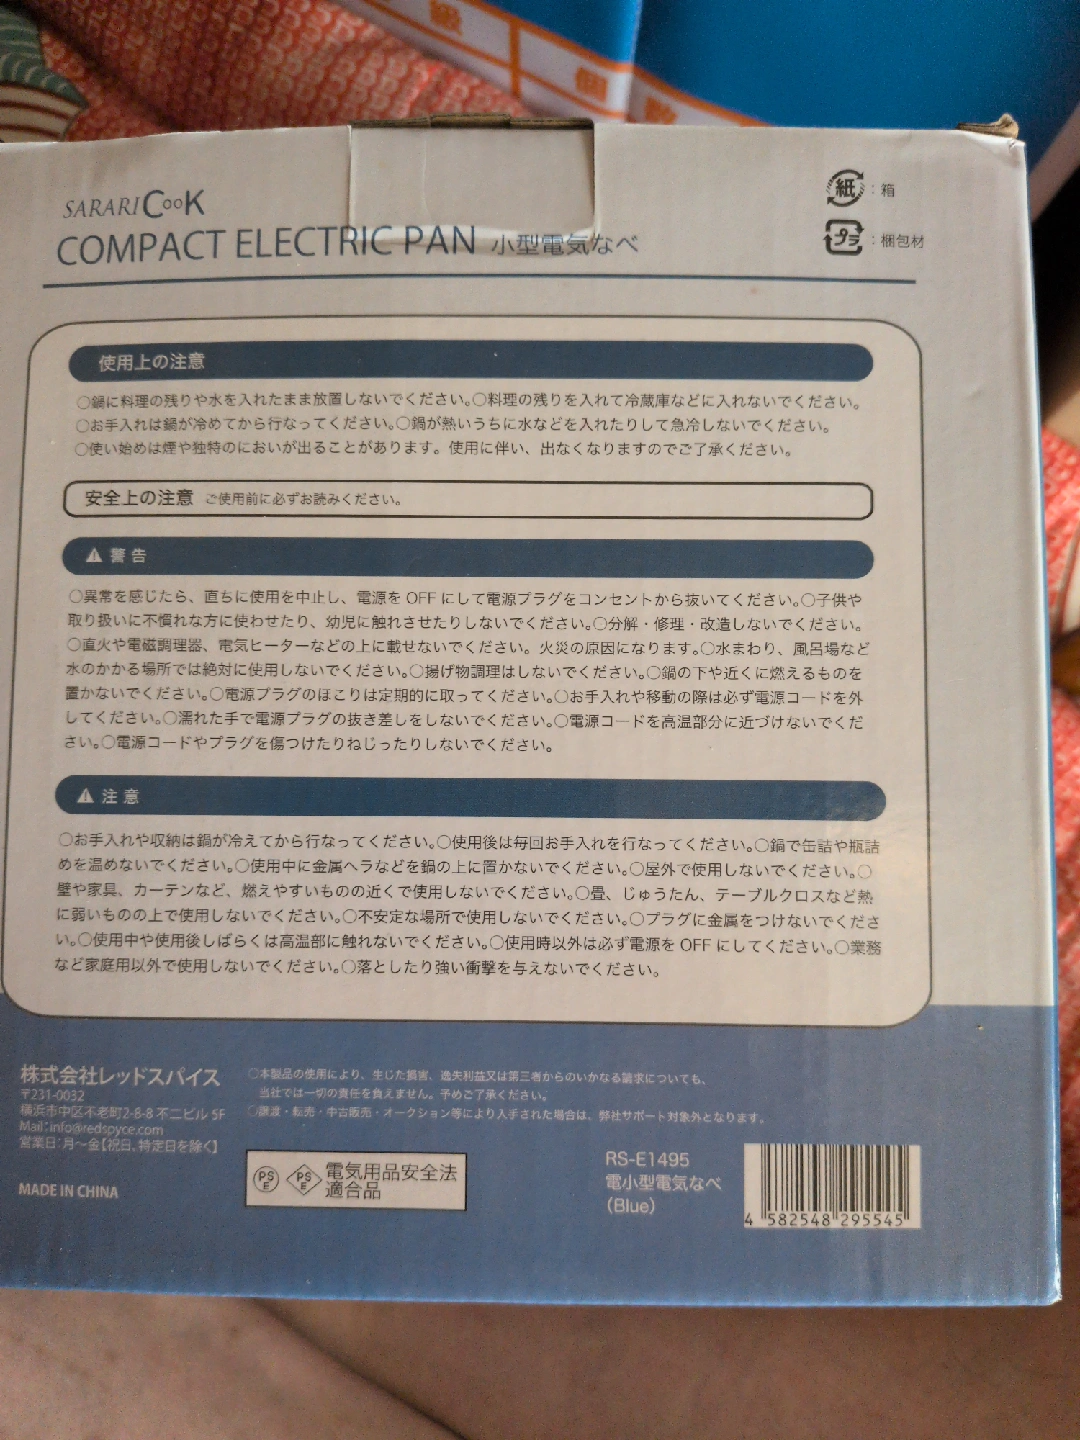 SARARI CooK
COMPACT ELECTRIC PAN 小型電気なべ
紙 : 箱
プラ : 梱包材
使用上の注意
○鍋に料理の残りや水を入れたまま放置しないでください。○料理の残りを入れて冷蔵庫などに入れないでください。
○お手入れは鍋が冷めてから行なってください。○鍋が熱いうちに水などを入れたりして急冷しないでください。
○使い始めは煙や独特のにおいが出ることがあります。使用に伴い、出なくなりますのでご了承ください。
安全上の注意 ご使用前に必ずお読みください。
⚠ 警告
○異常を感じたら、直ちに使用を中止し、電源を OFF にして電源プラグをコンセントから抜いてください。○子供や
取り扱いに不慣れな方に使わせたり、幼児に触れさせたりしないでください。○分解・修理・改造しないでください。
○直火や電磁調理器、電気ヒーターなどの上に載せないでください。火災の原因になります。○水まわり、風呂場など
水のかかる場所では絶対に使用しないでください。○揚げ物調理はしないでください。○鍋の下や近くに燃えるものを
置かないでください。○電源プラグのほこりは定期的に取ってください。○お手入れや移動の際は必ず電源コードを外
してください。○濡れた手で電源プラグの抜き差しをしないでください。○電源コードを高温部分に近づけないでくだ
さい。○電源コードやプラグを傷つけたりねじったりしないでください。
⚠ 注意
○お手入れや収納は鍋が冷えてから行なってください。○使用後は毎回お手入れを行なってください。○鍋で缶詰や瓶詰
めを温めないでください。○使用中に金属ヘラなどを鍋の上に置かないでください。○屋外で使用しないでください。○
壁や家具、カーテンなど、燃えやすいものの近くで使用しないでください。○畳、じゅうたん、テーブルクロスなど熱
に弱いものの上で使用しないでください。○不安定な場所で使用しないでください。○プラグに金属をつけないでくださ
い。○使用中や使用後しばらくは高温部に触れないでください。○使用時以外は必ず電源を OFF にしてください。○業務
など家庭用以外で使用しないでください。○落としたり強い衝撃を与えないでください。
株式会社レッドスパイス
〒231-0032
横浜市中区不老町2-8-8 不二ビル 5F
Mail:info@redspyce.com
営業日:月～金【祝日、特定日を除く】
MADE IN CHINA
○本製品の使用により、生じた損害、逸失利益又は第三者からのいかなる請求についても、
当社では一切の責任を負えません。予めご了承ください。
○譲渡・転売・中古販売・オークション等により入手された場合は、弊社サポート対象外となります。
PS E PS E 電気用品安全法
適合品
RS-E1495
電小型電気なべ
(Blue)
4 582548 295545